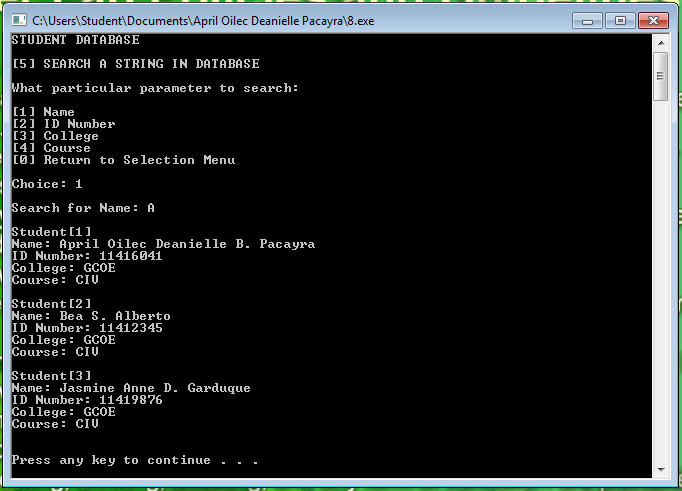 C:\Users\Student\Documents\April Oilec Deanielle Pacayra\8.exe
STUDENT DATABASE
[5] SEARCH A STRING IN DATABASE
What particular parameter to search:
[1] Name
[2] ID Number
[3] College
[4] Course
[0] Return to Selection Menu
Choice: 1
Search for Name: A
Student[1]
Name: April Oilec Deanielle B. Pacayra
ID Number: 11416041
College: GCOE
Course: CIV
Student[2]
Name: Bea S. Alberto
ID Number: 11412345
College: GCOE
Course: CIV
Student[3]
Name: Jasmine Anne D. Garduque
ID Number: 11419876
College: GCOE
Course: CIV
Press any key to continue . . .